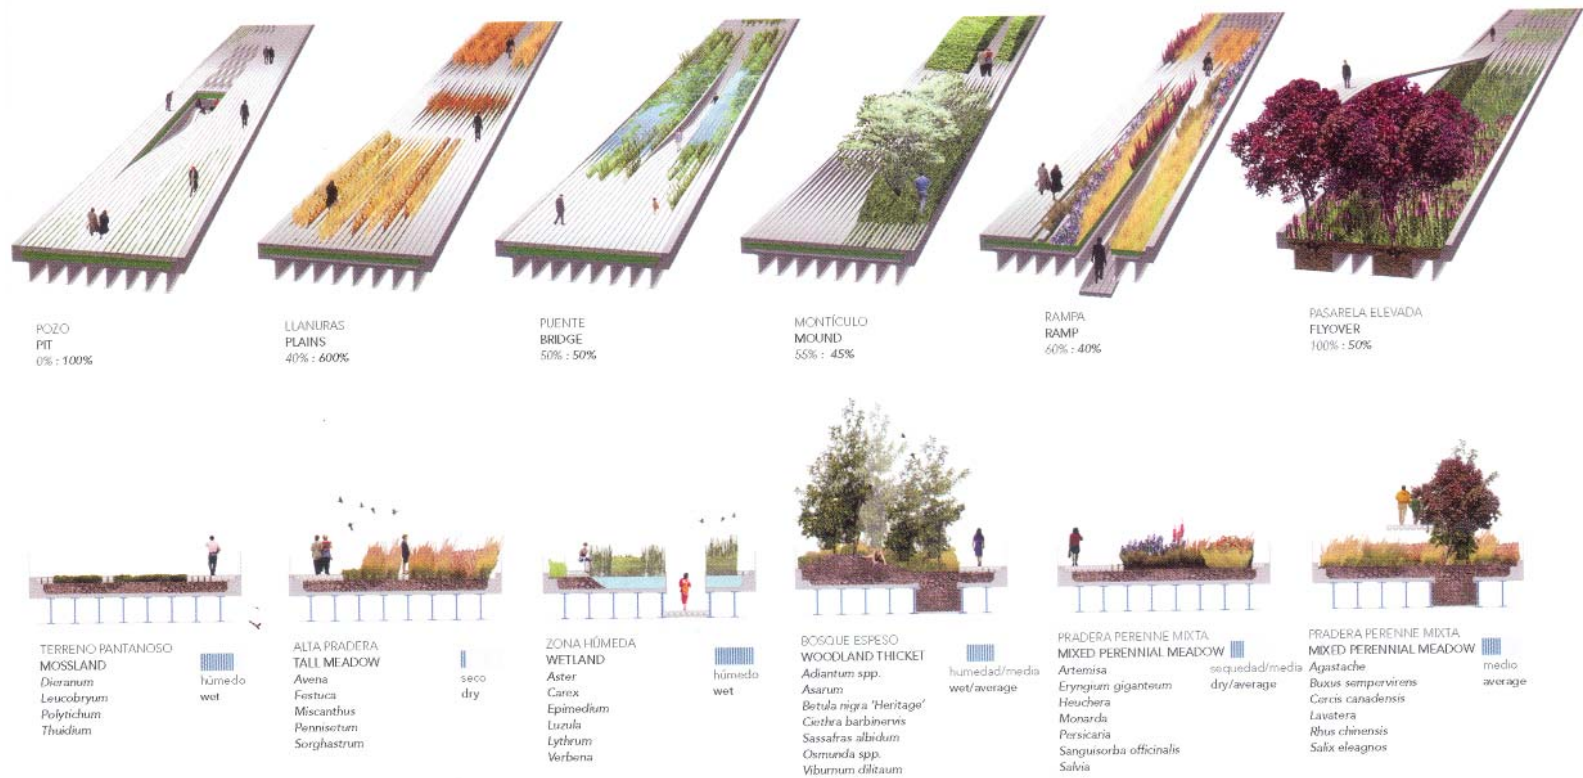 POZO
PIT
0% : 100%
LLANURAS
PLAINS
40% : 600%
PUENTE
BRIDGE
50% : 50%
MONTÍCULO
MOUND
55% : 45%
RAMPA
RAMP
60% : 40%
PASARELA ELEVADA
FLYOVER
100% : 50%
TERRENO PANTANOSO
MOSSLAND
Dieranum
Leucobryum
Polytichum
Thuidium
húmedo
wet
ALTA PRADERA
TALL MEADOW
Avena
Festuca
Miscanthus
Pennisetum
Sorghastrum
seco
dry
ZONA HÚMEDA
WETLAND
Aster
Carex
Epimedium
Luzula
Lythrum
Verbena
húmedo
wet
BOSQUE ESPESO
WOODLAND THICKET
Adiantum spp.
Asarum
Betula nigra 'Heritage'
Clethra barbinervis
Sassafras albidum
Osmunda spp.
Viburnum dilitaum
humedad/media
wet/average
PRADERA PERENNE MIXTA
MIXED PERENNIAL MEADOW
Artemisa
Eryngium giganteum
Heuchera
Monarda
Persicaria
Sanguisorba officinalis
Salvia
sequedad/media
dry/average
PRADERA PERENNE MIXTA
MIXED PERENNIAL MEADOW
Agastache
Buxus sempervirens
Cercis canadensis
Lavatera
Rhus chinensis
Salix eleagnos
medio
average